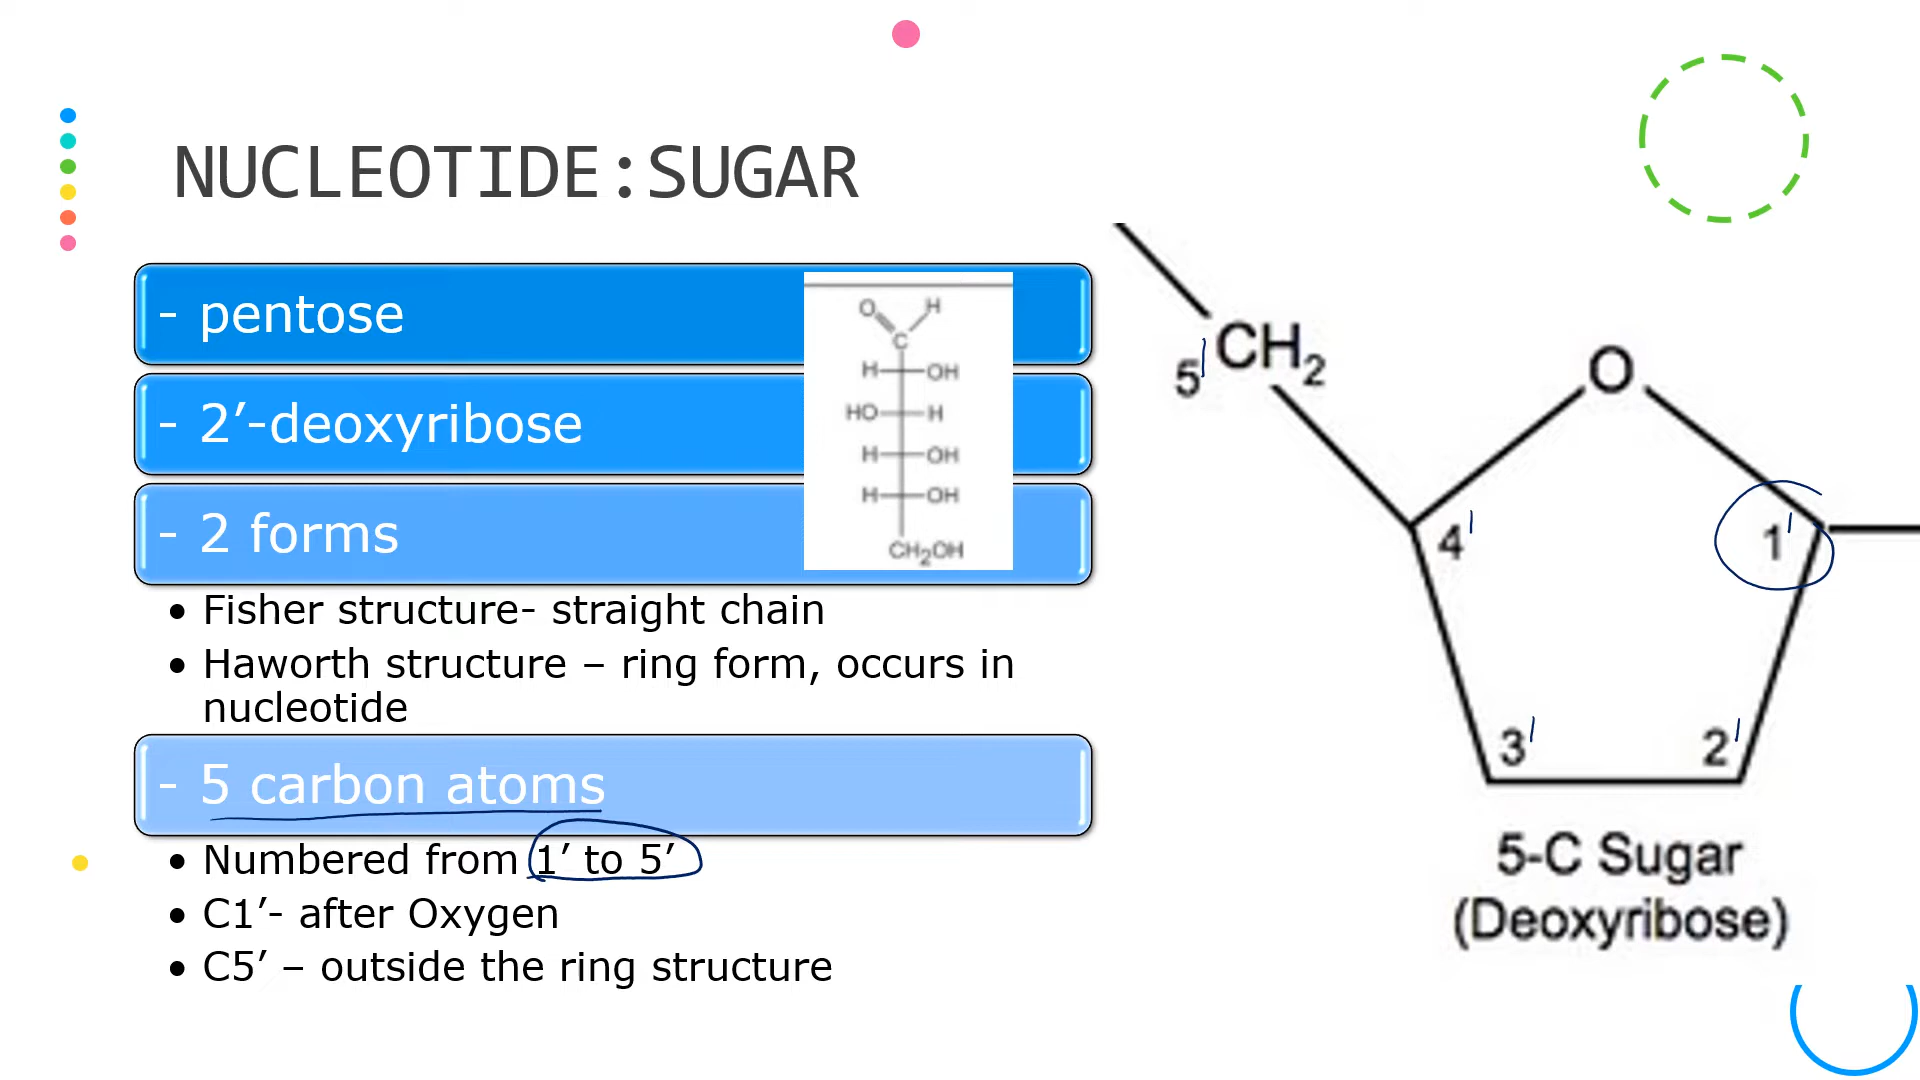 NUCLEOTIDE:SUGAR
- pentose
- 2’-deoxyribose
- 2 forms
• Fisher structure- straight chain
• Haworth structure – ring form, occurs in
nucleotide
- 5 carbon atoms
• Numbered from 1’ to 5’
• C1’- after Oxygen
• C5’ – outside the ring structure
O H
C
H OH
HO H
H OH
H OH
CH₂OH
5' CH₂
O
4' 1'
3' 2'
5-C Sugar
(Deoxyribose)